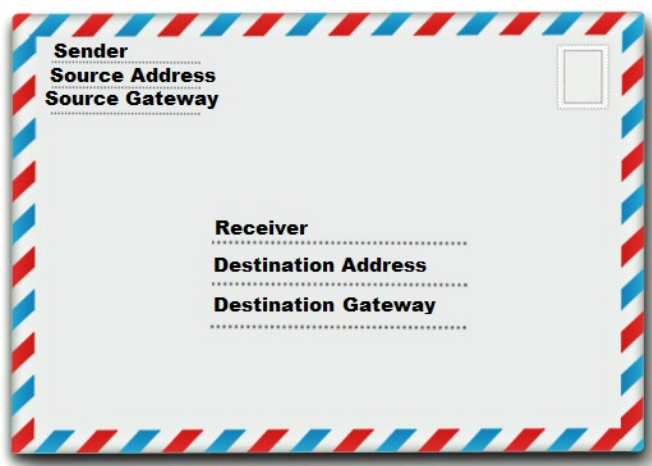 Sender
Source Address
Source Gateway
Receiver
Destination Address
Destination Gateway